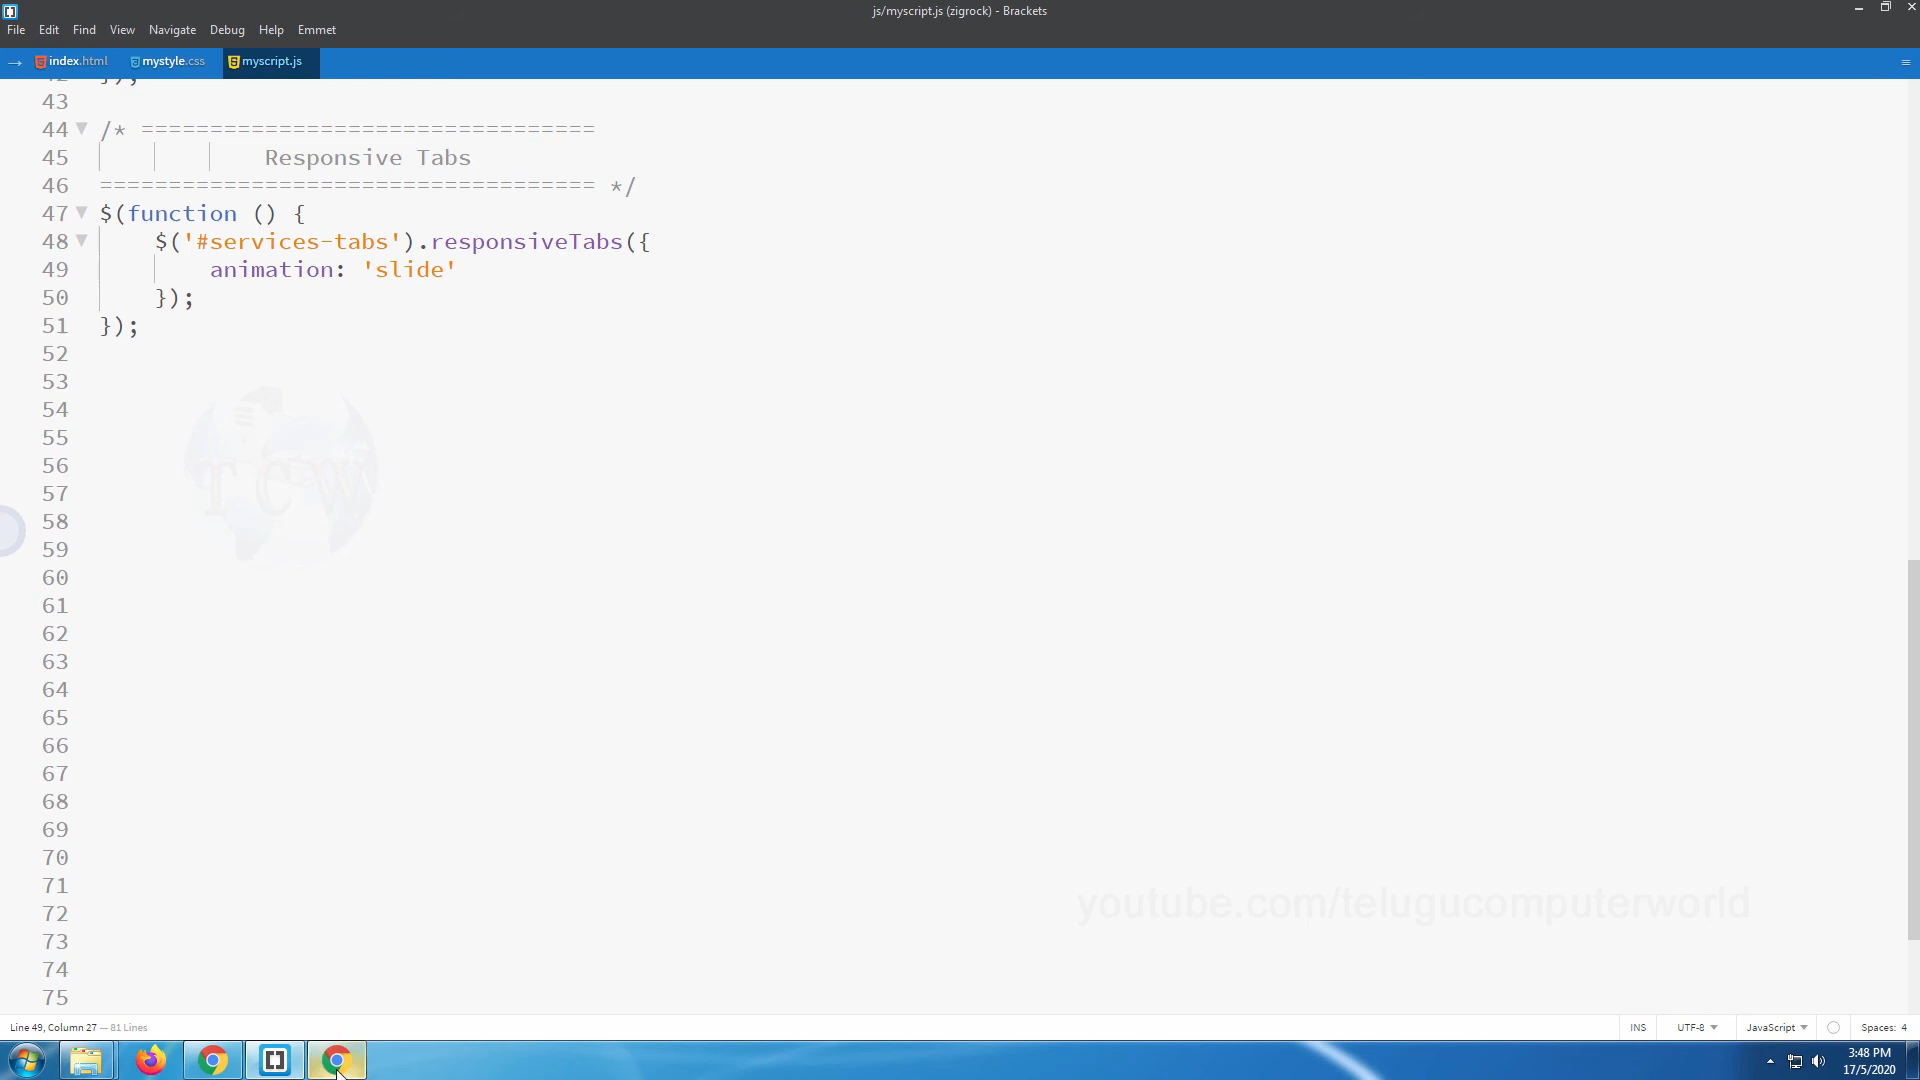 js/myscript.js (zigrock) - Brackets
File Edit Find View Navigate Debug Help Emmet
index.html mystyle.css myscript.js
42 });
43
44 /* =================================
45 Responsive Tabs
46 ==================================== */
47 $(function () {
48 $('#services-tabs').responsiveTabs({
49 animation: 'slide'
50 });
51 });
52
53
54
55
56
57
58
59
60
61
62
63
64
65
66
67
68
69
70
71
72
73
74
75
TCW
youtube.com/telugucomputerworld
Line 49, Column 27 — 81 Lines
INS UTF-8 JavaScript Spaces: 4
3:48 PM
17/5/2020